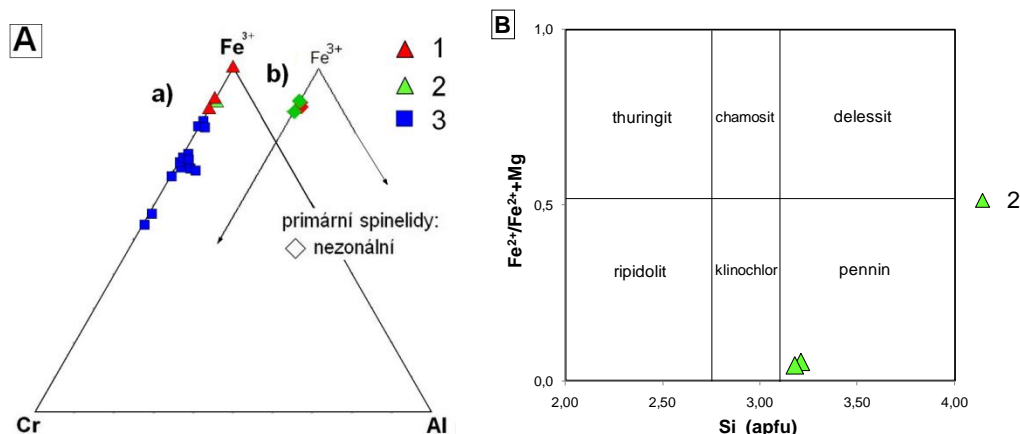 A
Fe³⁺
Fe³⁺
a)
b)
1
2
3
primární spinelidy:
nezonální
Cr
Al
B
Fe²⁺/Fe²⁺+Mg
1,0
0,5
0,0
thuringit
chamosit
delessit
ripidolit
klinochlor
pennin
2
2,00
2,50
3,00
3,50
4,00
Si (apfu)